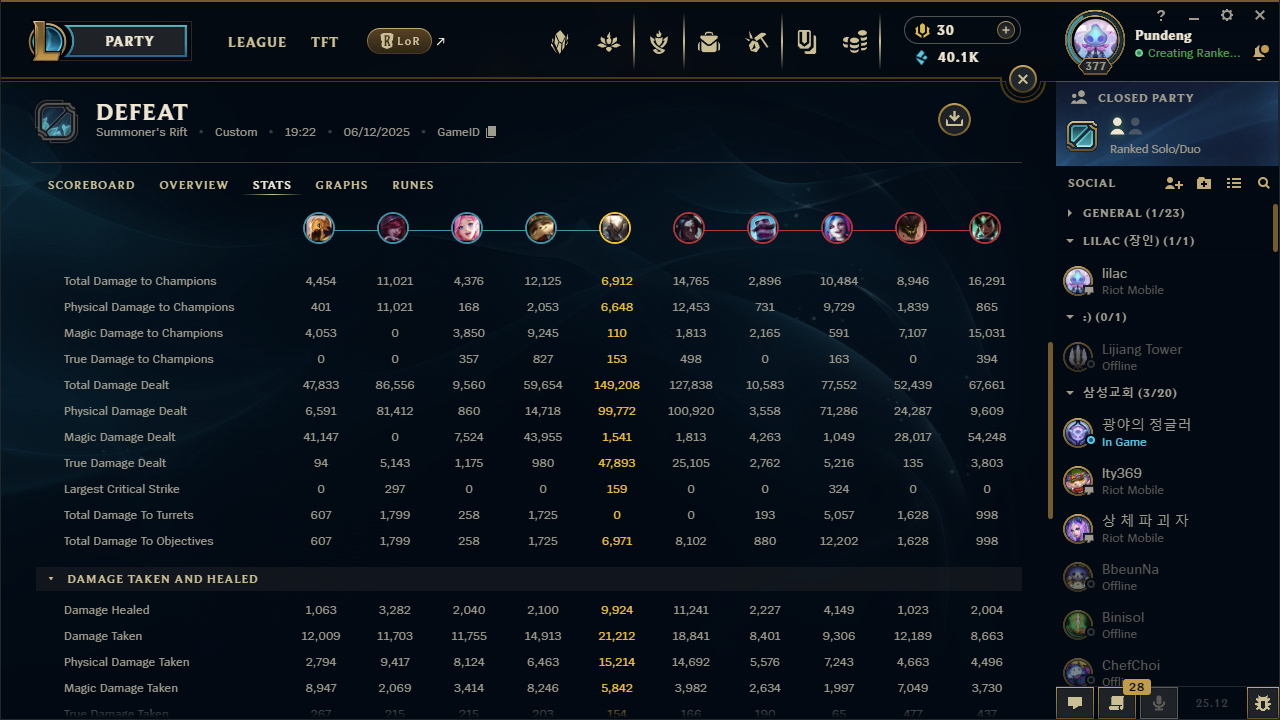 PARTY
LEAGUE TFT LoR
30
40.1K
Pundeng
Creating Ranke...
377
DEFEAT
Summoner's Rift • Custom • 19:22 • 06/12/2025 • GameID
CLOSED PARTY
Ranked Solo/Duo
SCOREBOARD OVERVIEW STATS GRAPHS RUNES
Total Damage to Champions 4,454 11,021 4,376 12,125 6,912 14,765 2,896 10,484 8,946 16,291
Physical Damage to Champions 401 11,021 168 2,053 6,648 12,453 731 9,729 1,839 865
Magic Damage to Champions 4,053 0 3,850 9,245 110 1,813 2,165 591 7,107 15,031
True Damage to Champions 0 0 357 827 153 498 0 163 0 394
Total Damage Dealt 47,833 86,556 9,560 59,654 149,208 127,838 10,583 77,552 52,439 67,661
Physical Damage Dealt 6,591 81,412 860 14,718 99,772 100,920 3,558 71,286 24,287 9,609
Magic Damage Dealt 41,147 0 7,524 43,955 1,541 1,813 4,263 1,049 28,017 54,248
True Damage Dealt 94 5,143 1,175 980 47,893 25,105 2,762 5,216 135 3,803
Largest Critical Strike 0 297 0 0 159 0 0 324 0 0
Total Damage To Turrets 607 1,799 258 1,725 0 0 193 5,057 1,628 998
Total Damage To Objectives 607 1,799 258 1,725 6,971 8,102 880 12,202 1,628 998
DAMAGE TAKEN AND HEALED
Damage Healed 1,063 3,282 2,040 2,100 9,924 11,241 2,227 4,149 1,023 2,004
Damage Taken 12,009 11,703 11,755 14,913 21,212 18,841 8,401 9,306 12,189 8,663
Physical Damage Taken 2,794 9,417 8,124 6,463 15,214 14,692 5,576 7,243 4,663 4,496
Magic Damage Taken 8,947 2,069 3,414 8,246 5,842 3,982 2,634 1,997 7,049 3,730
True Damage Taken 267 215 215 203 154 166 190 65 477 437
SOCIAL
GENERAL (1/23)
LILAC (장인) (1/1)
lilac
Riot Mobile
:) (0/1)
Lijiang Tower
Offline
삼성교회 (3/20)
광야의 정글러
In Game
lty369
Riot Mobile
상 체 파 괴 자
Riot Mobile
BbeunNa
Offline
Binisol
Offline
ChefChoi
Offline
28
25.12